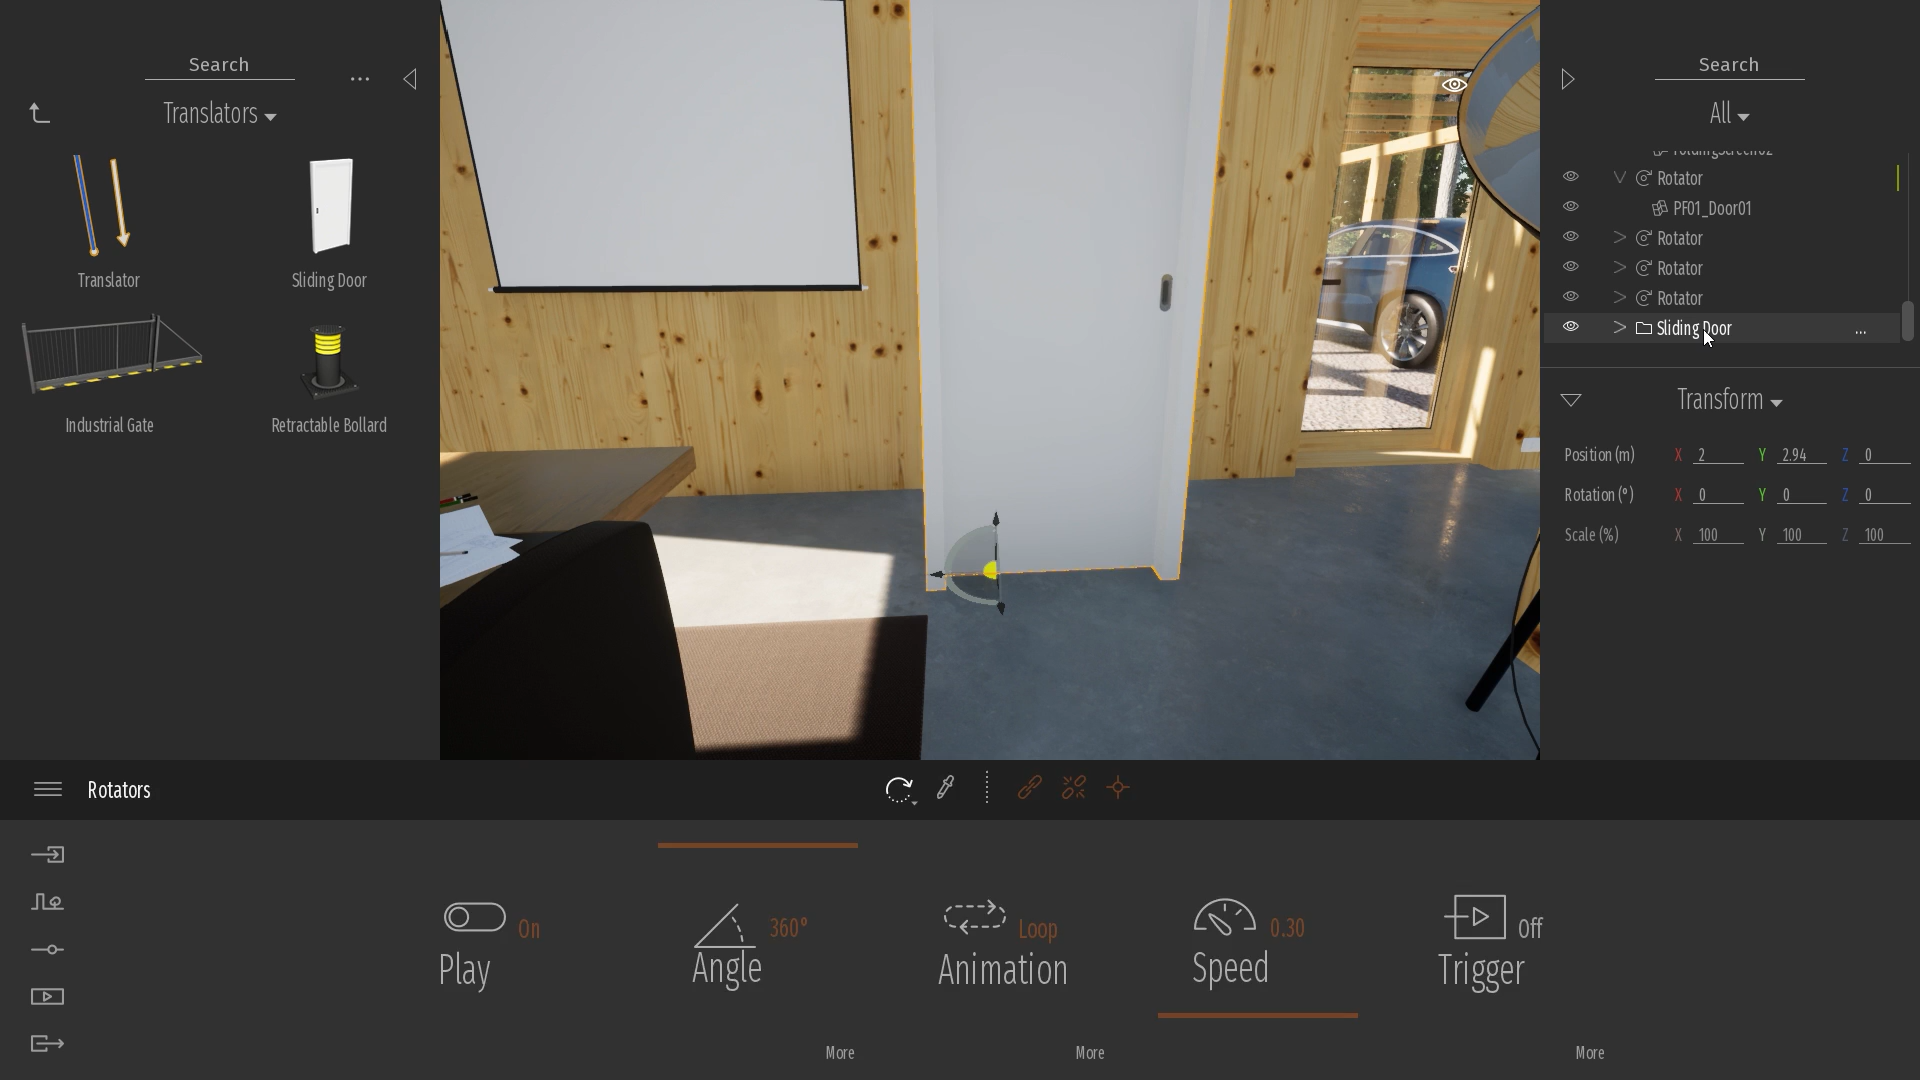 Search
...
Translators
Translator
Sliding Door
Industrial Gate
Retractable Bollard
Search
All
FoldingScreen02
Rotator
PF01_Door01
Rotator
Rotator
Rotator
Sliding Door
...
Transform
Position (m) X 2 Y 2.94 Z 0
Rotation (°) X 0 Y 0 Z 0
Scale (%) X 100 Y 100 Z 100
Rotators
On
Play
360°
Angle
Loop
Animation
0.30
Speed
Off
Trigger
More
More
More